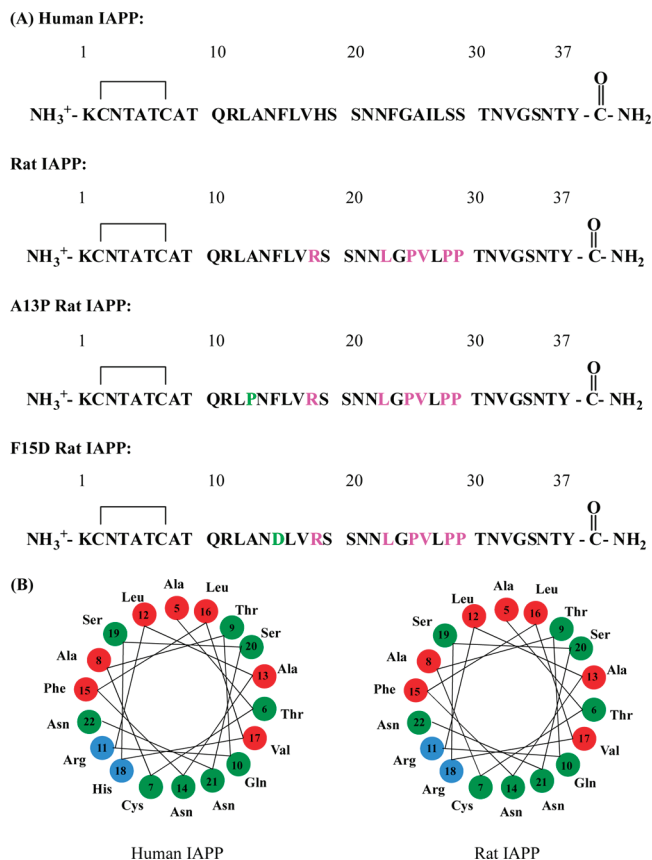 (A) Human IAPP:
1 10 20 30 37
O
NH3+- KCNTATCAT QRLANFLVHS SNNFGAILSS TNVGSNTY - C- NH2
Rat IAPP:
1 10 20 30 37
O
NH3+- KCNTATCAT QRLANFLVRS SNNLGPVLPP TNVGSNTY - C- NH2
A13P Rat IAPP:
1 10 20 30 37
O
NH3+- KCNTATCAT QRLPNFLVRS SNNLGPVLPP TNVGSNTY - C- NH2
F15D Rat IAPP:
1 10 20 30 37
O
NH3+- KCNTATCAT QRLANDLVRS SNNLGPVLPP TNVGSNTY - C- NH2
(B)
Ala 5
Leu 16
Thr 9
Ser 20
Ala 13
Thr 6
Val 17
Gln 10
Asn 21
Asn 14
Cys 7
His 18
Arg 11
Asn 22
Phe 15
Ala 8
Ser 19
Leu 12
Human IAPP
Ala 5
Leu 16
Thr 9
Ser 20
Ala 13
Thr 6
Val 17
Gln 10
Asn 21
Asn 14
Cys 7
Arg 18
Arg 11
Asn 22
Phe 15
Ala 8
Ser 19
Leu 12
Rat IAPP